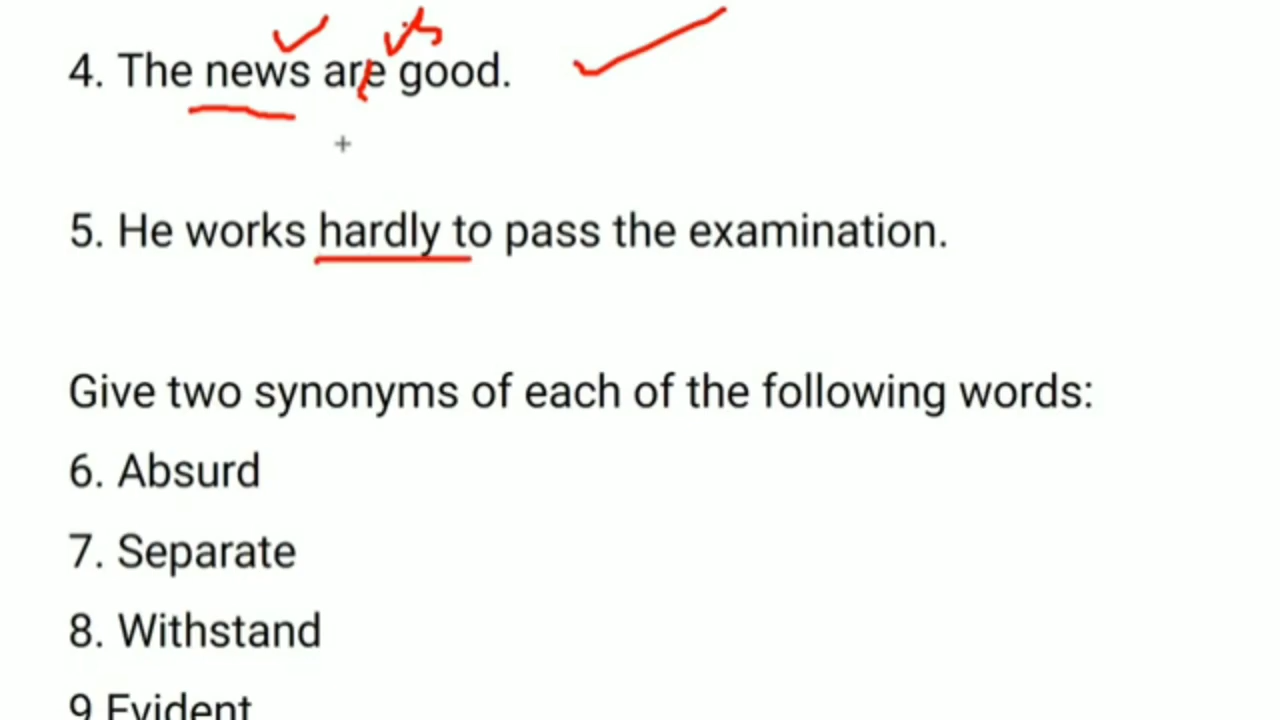 is
4. The news are good.
5. He works hardly to pass the examination.
Give two synonyms of each of the following words:
6. Absurd
7. Separate
8. Withstand
9 Evident